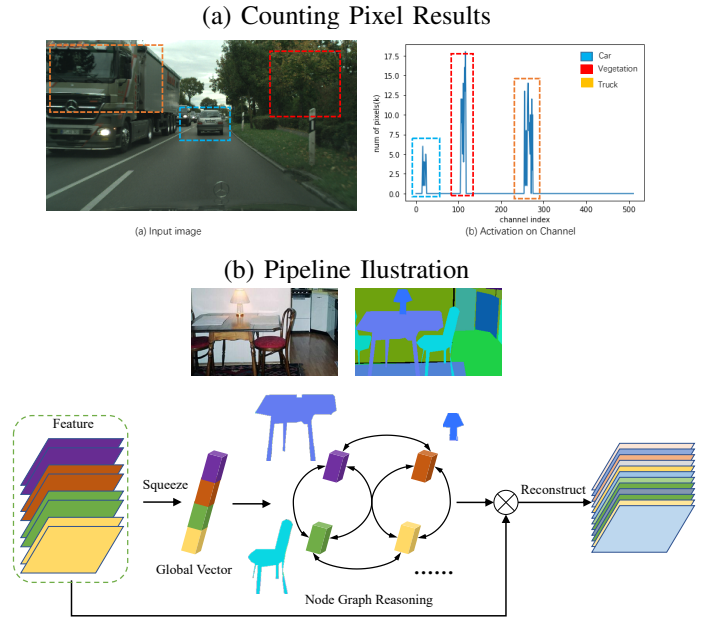 (a) Counting Pixel Results
num of pixels(k)
17.5
15.0
12.5
10.0
7.5
5.0
2.5
0.0
Car
Vegetation
Truck
0 100 200 300 400 500
channel index
(a) Input image
(b) Activation on Channel
(b) Pipeline Ilustration
Feature
Squeeze
Global Vector
Node Graph Reasoning
......
Reconstruct